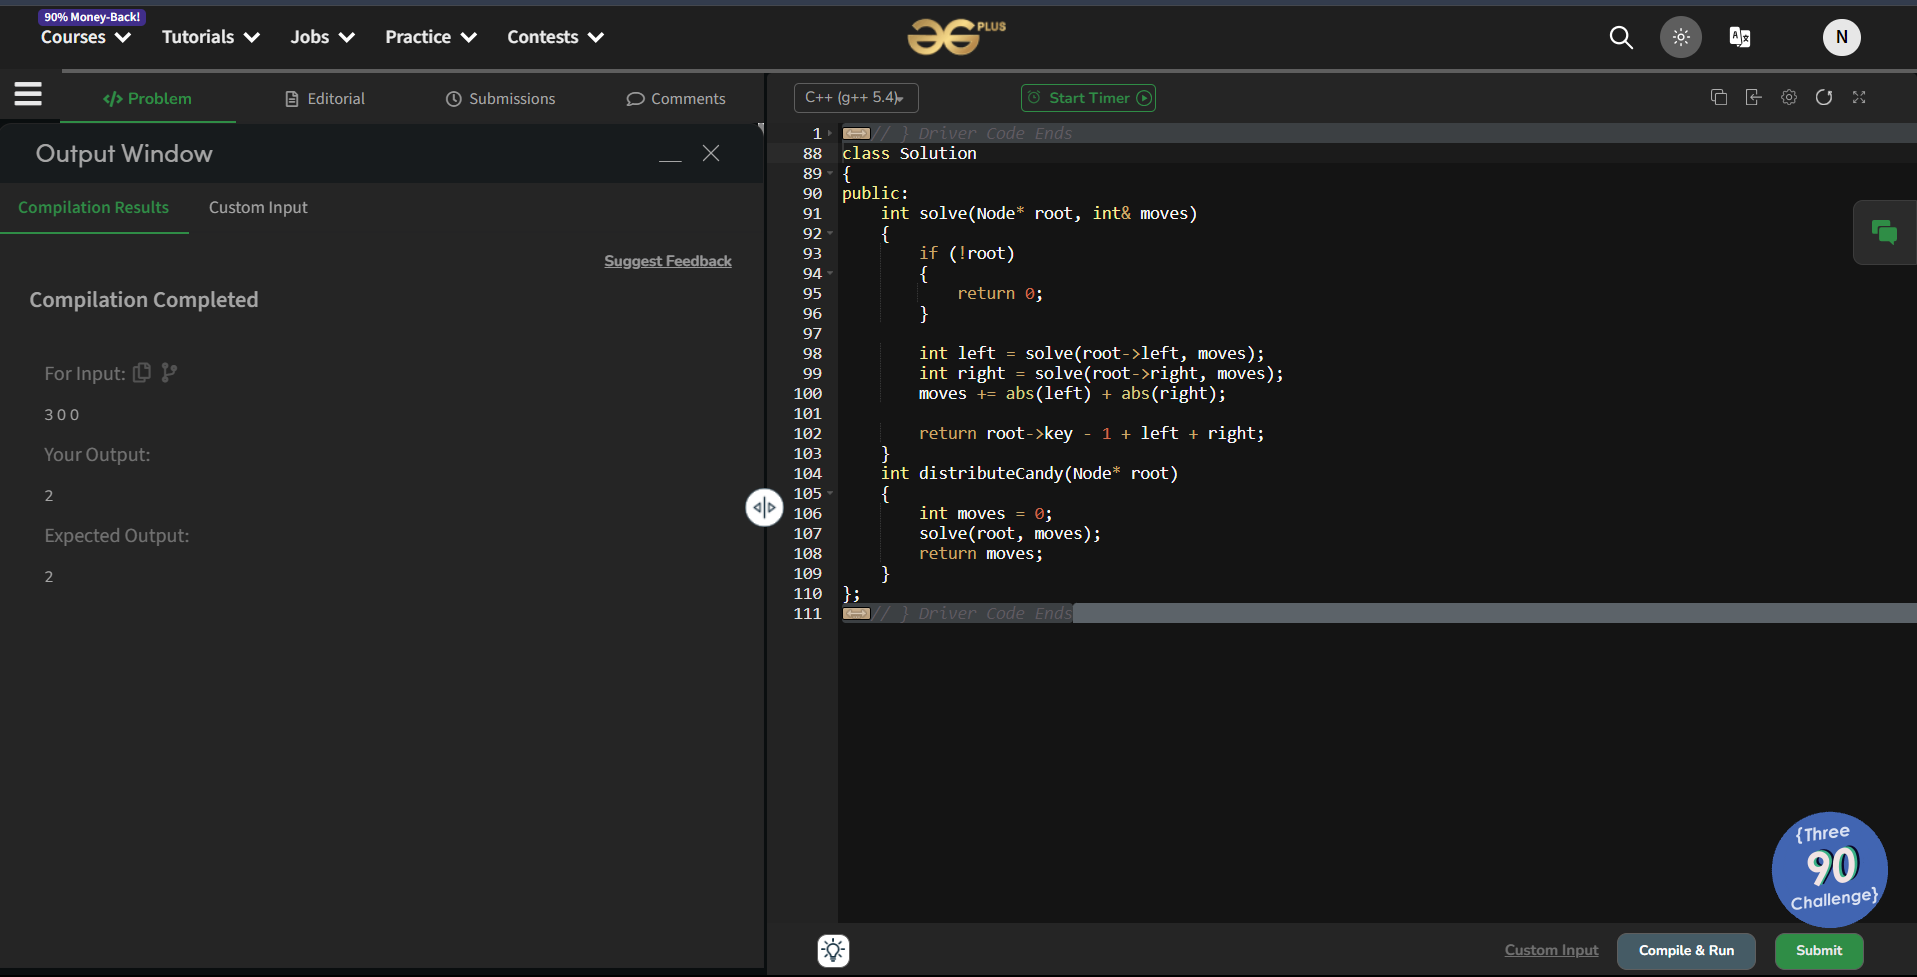 90% Money-Back!
Courses Tutorials Jobs Practice Contests
PLUS
N
</> Problem Editorial Submissions Comments
C++ (g++ 5.4) Start Timer
Output Window
Compilation Results Custom Input
Suggest Feedback
Compilation Completed
For Input:
3 0 0
Your Output:
2
Expected Output:
2
1 // } Driver Code Ends
88 class Solution
89 {
90 public:
91 int solve(Node* root, int& moves)
92 {
93 if (!root)
94 {
95 return 0;
96 }
97
98 int left = solve(root->left, moves);
99 int right = solve(root->right, moves);
100 moves += abs(left) + abs(right);
101
102 return root->key - 1 + left + right;
103 }
104 int distributeCandy(Node* root)
105 {
106 int moves = 0;
107 solve(root, moves);
108 return moves;
109 }
110 };
111 // } Driver Code Ends
{Three
90
Challenge}
Custom Input Compile & Run Submit